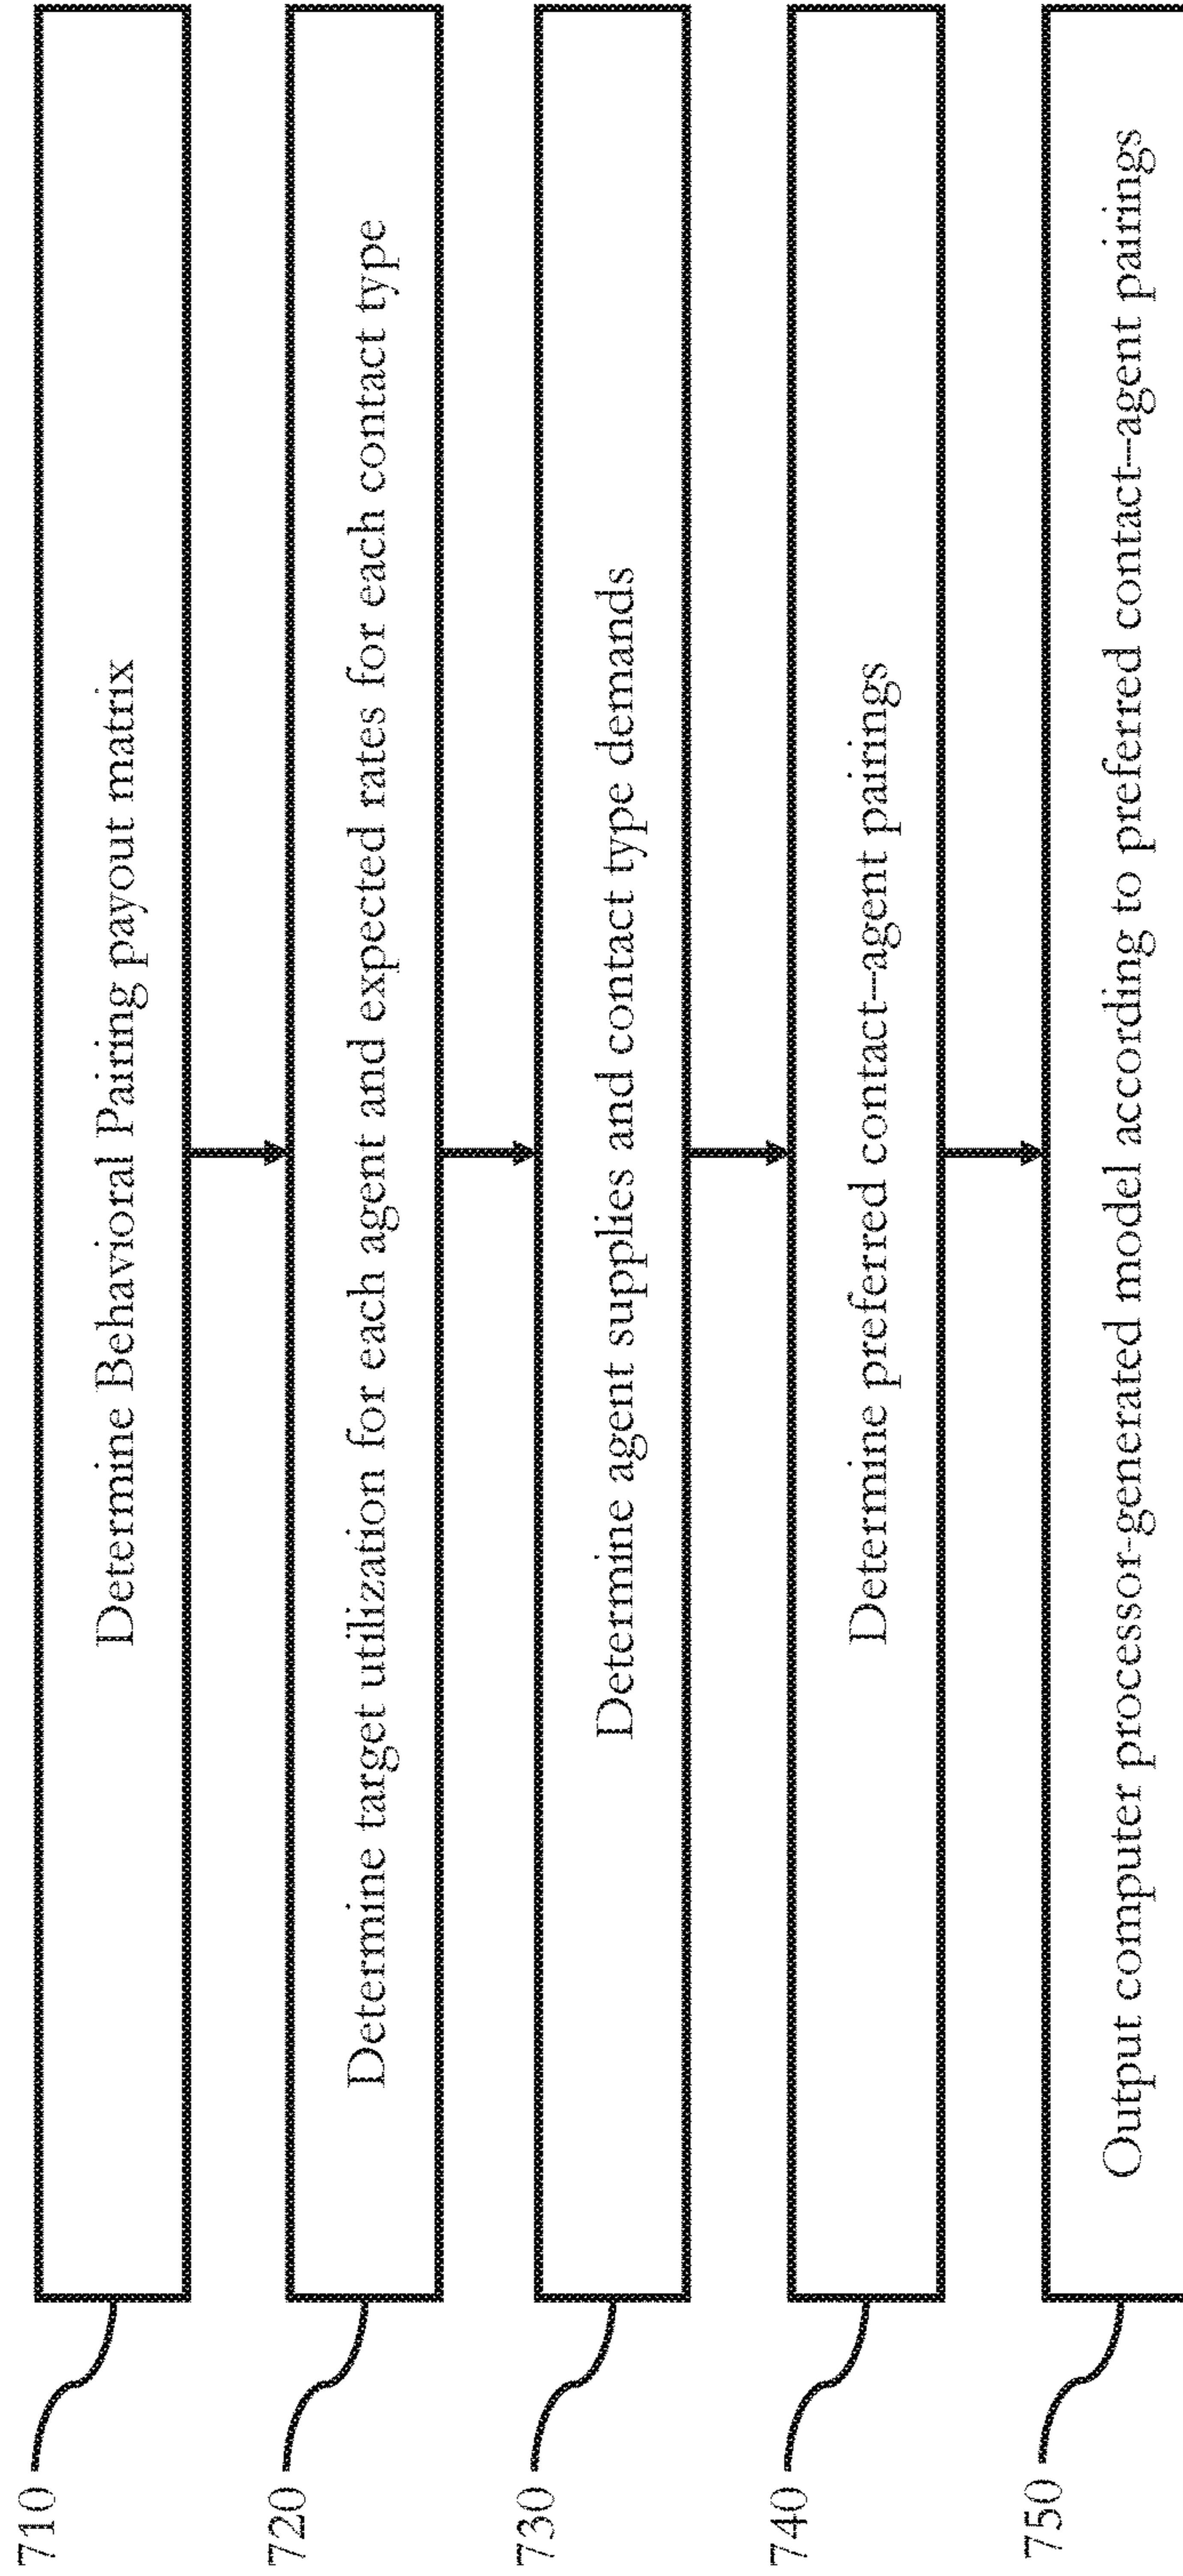 710
Determine Behavioral Pairing payout matrix
720
Determine target utilization for each agent and expected rates for each contact type
730
Determine agent supplies and contact type demands
740
Determine preferred contact--agent pairings
750
Output computer processor-generated model according to preferred contact--agent pairings